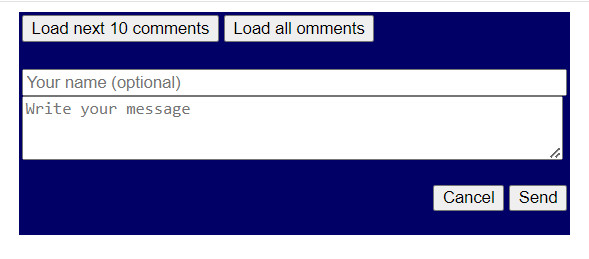 Load next 10 comments Load all omments
Your name (optional)
Write your message
Cancel Send